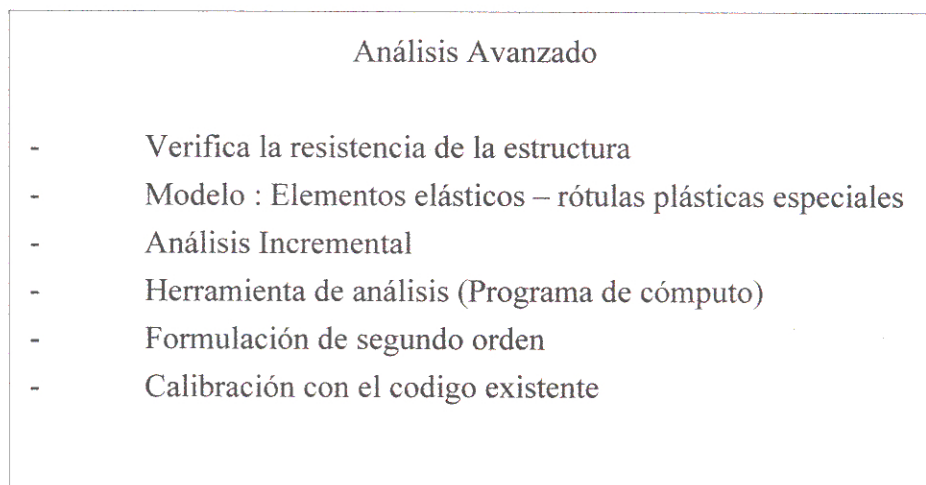 Análisis Avanzado
- Verifica la resistencia de la estructura
- Modelo : Elementos elásticos – rótulas plásticas especiales
- Análisis Incremental
- Herramienta de análisis (Programa de cómputo)
- Formulación de segundo orden
- Calibración con el codigo existente